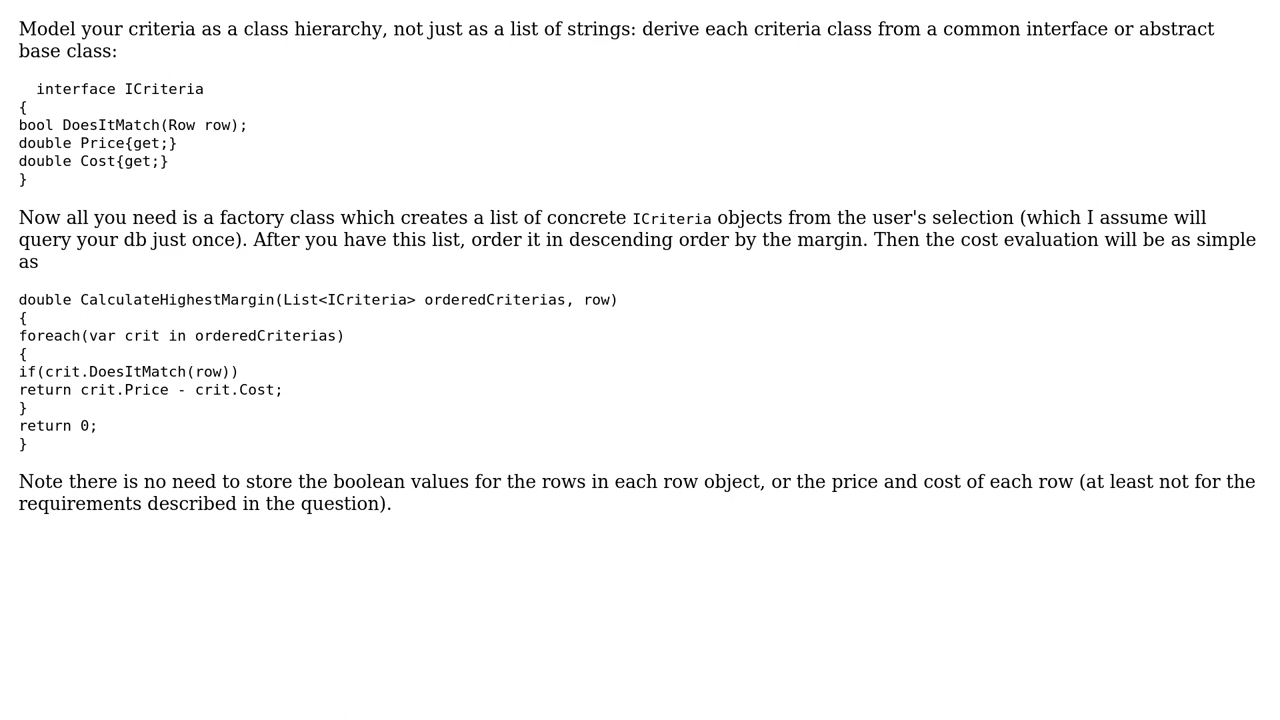 Model your criteria as a class hierarchy, not just as a list of strings: derive each criteria class from a common interface or abstract
base class:
interface ICriteria
{
bool DoesItMatch(Row row);
double Price{get;}
double Cost{get;}
}
Now all you need is a factory class which creates a list of concrete ICriteria objects from the user's selection (which I assume will
query your db just once). After you have this list, order it in descending order by the margin. Then the cost evaluation will be as simple
as
double CalculateHighestMargin(List<ICriteria> orderedCriterias, row)
{
foreach(var crit in orderedCriterias)
{
if(crit.DoesItMatch(row))
return crit.Price - crit.Cost;
}
return 0;
}
Note there is no need to store the boolean values for the rows in each row object, or the price and cost of each row (at least not for the
requirements described in the question).